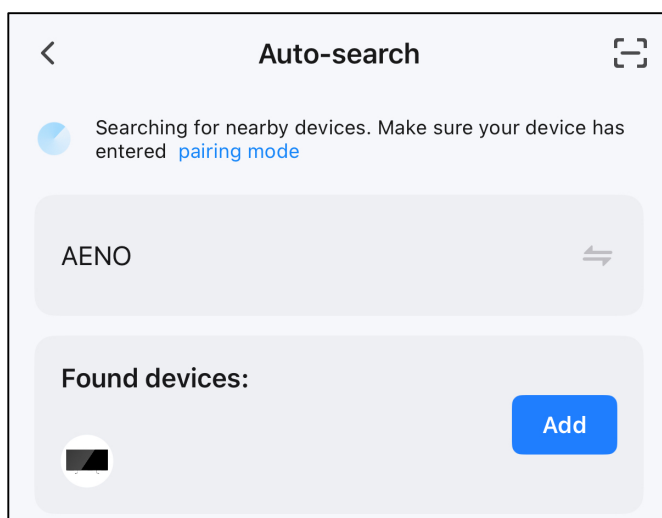 Auto-search
Searching for nearby devices. Make sure your device has
entered pairing mode
AENO
Found devices:
Add